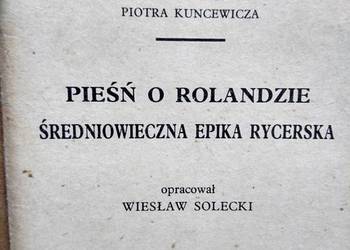 PIOTRA KUNCEWICZA
PIEŚŃ O ROLANDZIE
ŚREDNIOWIECZNA EPIKA RYCERSKA
opracował
WIESŁAW SOLECKI